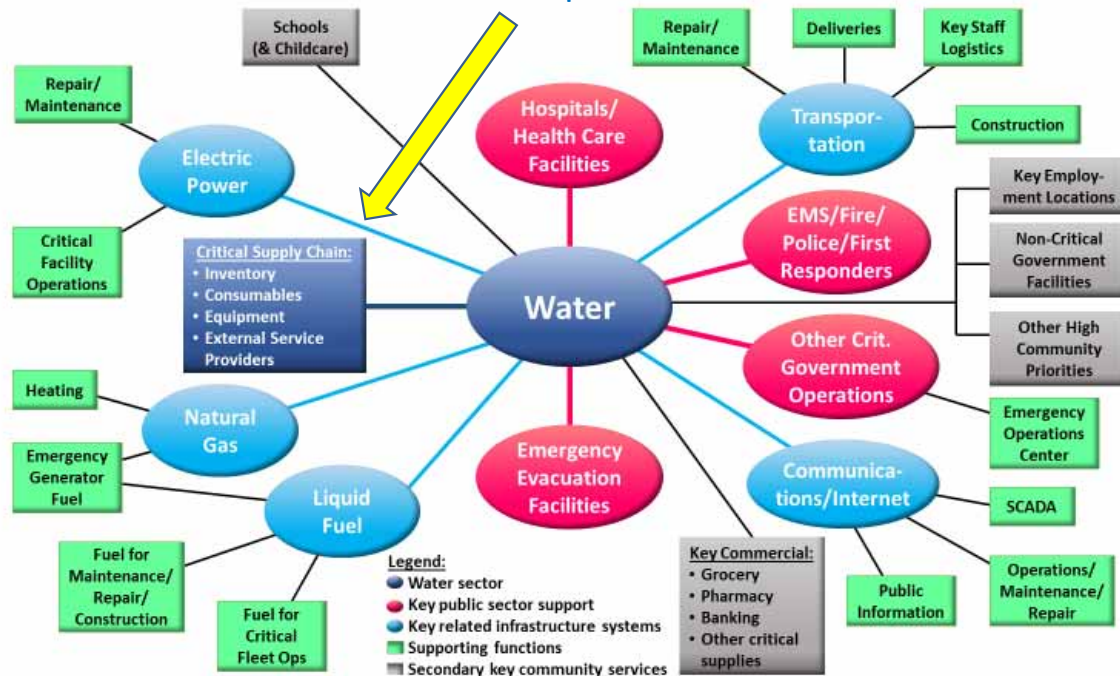 Schools
(& Childcare)
Repair/
Maintenance
Deliveries
Key Staff
Logistics
Repair/
Maintenance
Hospitals/
Health Care
Facilities
Transpor-
tation
Construction
Electric
Power
Key Employ-
ment Locations
EMS/Fire/
Police/First
Responders
Critical
Facility
Operations
Critical Supply Chain:
• Inventory
• Consumables
• Equipment
• External Service
Providers
Water
Non-Critical
Government
Facilities
Other Crit.
Government
Operations
Other High
Community
Priorities
Heating
Natural
Gas
Emergency
Operations
Center
Emergency
Generator
Fuel
Emergency
Evacuation
Facilities
Communica-
tions/Internet
Liquid
Fuel
SCADA
Fuel for
Maintenance/
Repair/
Construction
Fuel for
Critical
Fleet Ops
Legend:
Water sector
Key public sector support
Key related infrastructure systems
Supporting functions
Secondary key community services
Key Commercial:
• Grocery
• Pharmacy
• Banking
• Other critical
supplies
Public
Information
Operations/
Maintenance/
Repair